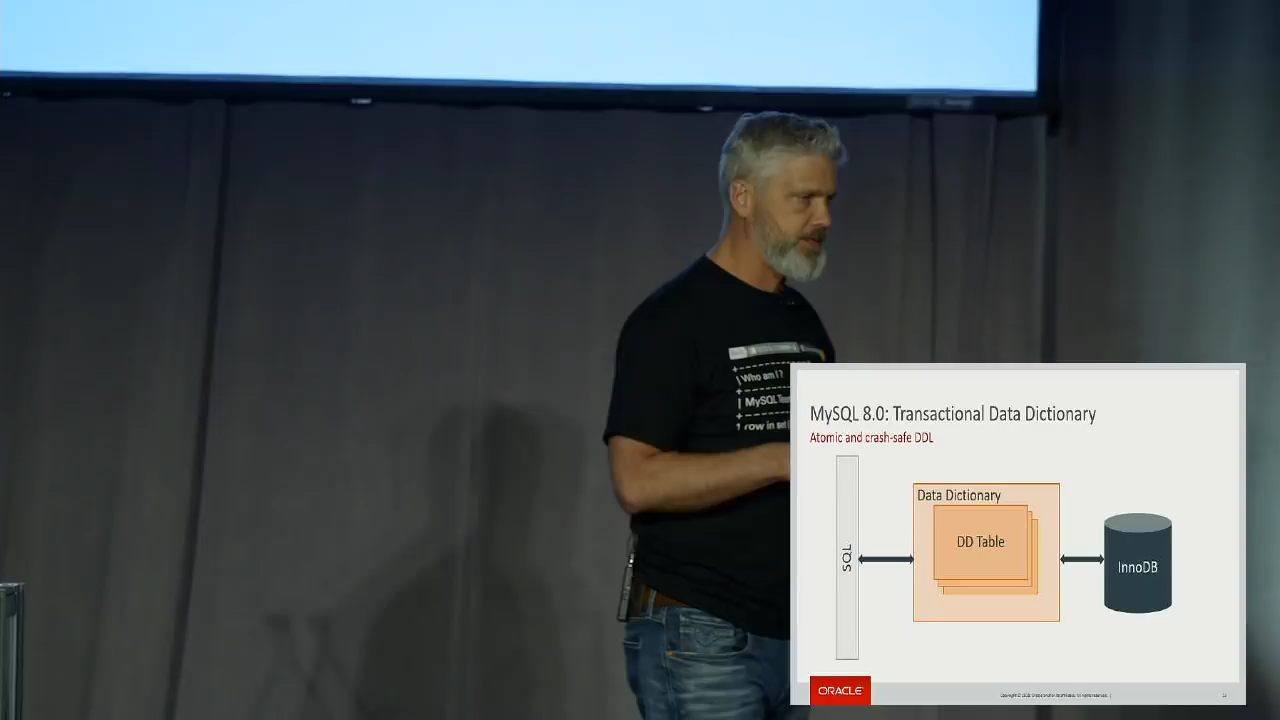 | Who am I?
| MySQL
1 row in set
MySQL 8.0: Transactional Data Dictionary
Atomic and crash-safe DDL
SQL
Data Dictionary
DD Table
InnoDB
ORACLE